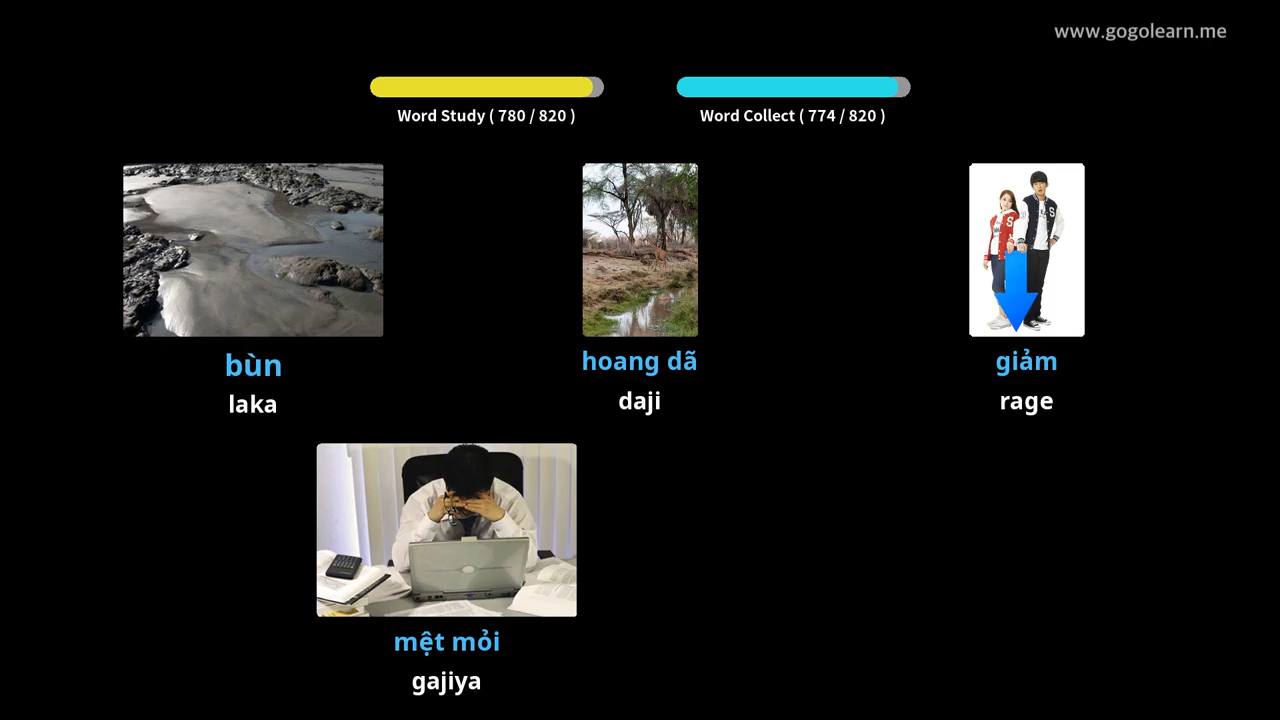 www.gogolearn.me
Word Study ( 780 / 820 )
Word Collect ( 774 / 820 )
bùn
laka
hoang dã
daji
giảm
rage
mệt mỏi
gajiya